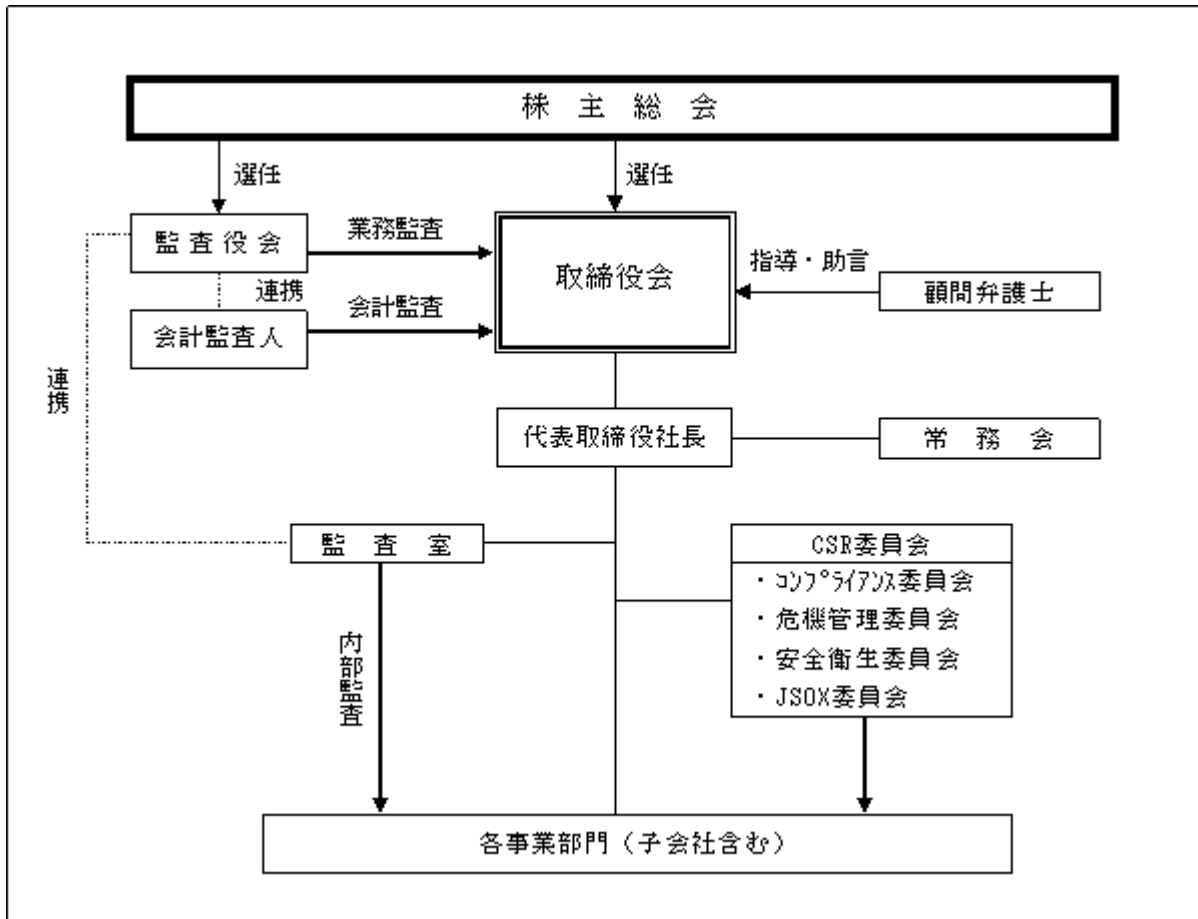 株主総会
選任
選任
監査役会
業務監査
取締役会
指導・助言
顧問弁護士
連携
会計監査人
会計監査
連携
代表取締役社長
常務会
監査室
CSR委員会
・ｺﾝﾌﾟﾗｲｱﾝｽ委員会
・危機管理委員会
・安全衛生委員会
・JSOX委員会
内部監査
各事業部門（子会社含む）